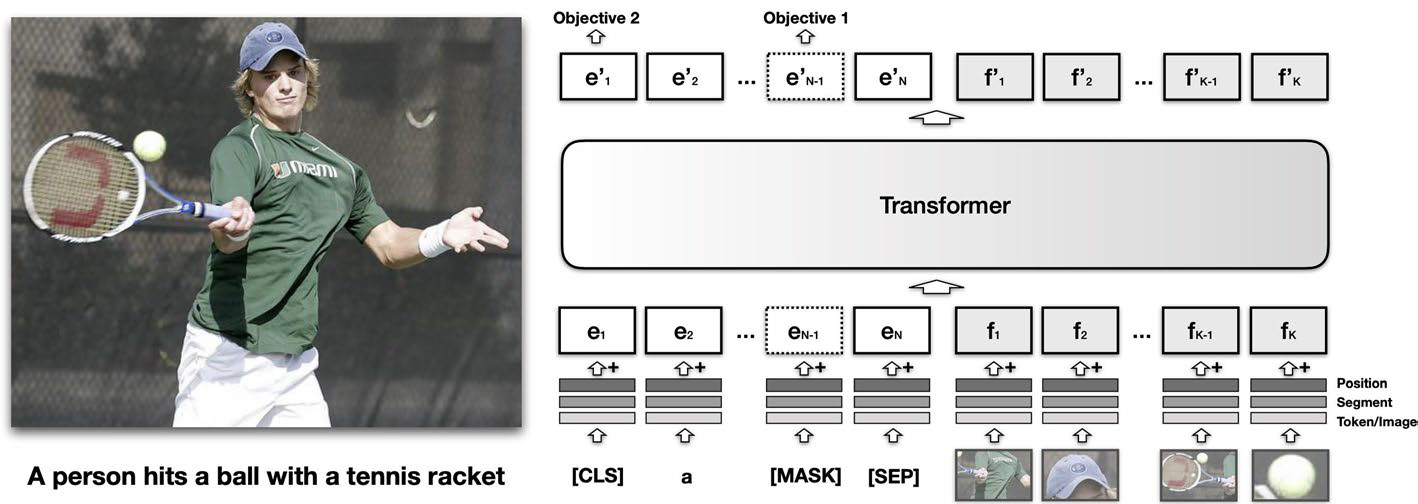 Objective 2
Objective 1
e'1 e'2 ... e'N-1 e'N f'1 f'2 ... f'K-1 f'K
Transformer
e1 e2 ... eN-1 eN f1 f2 ... fK-1 fK
+ + + + + + + +
Position
Segment
Token/Image
[CLS] a [MASK] [SEP]
A person hits a ball with a tennis racket
MIAMI